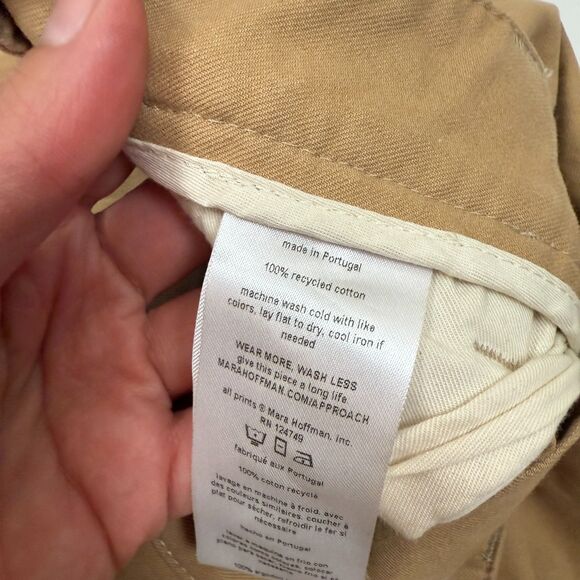 made in Portugal
100% recycled cotton
machine wash cold with like
colors, lay flat to dry, cool iron if
needed
WEAR MORE, WASH LESS
give this piece a long life
MARAHOFFMAN.COM/APPROACH
all prints ® Mara Hoffman, Inc.
RN 124749
fabriqué aux Portugal
100% coton recyclé
lavage en machine à froid, avec
des couleurs similaires, coucher à
plat pour sécher, refroidir le fer si
nécessaire
hecho en Portugal